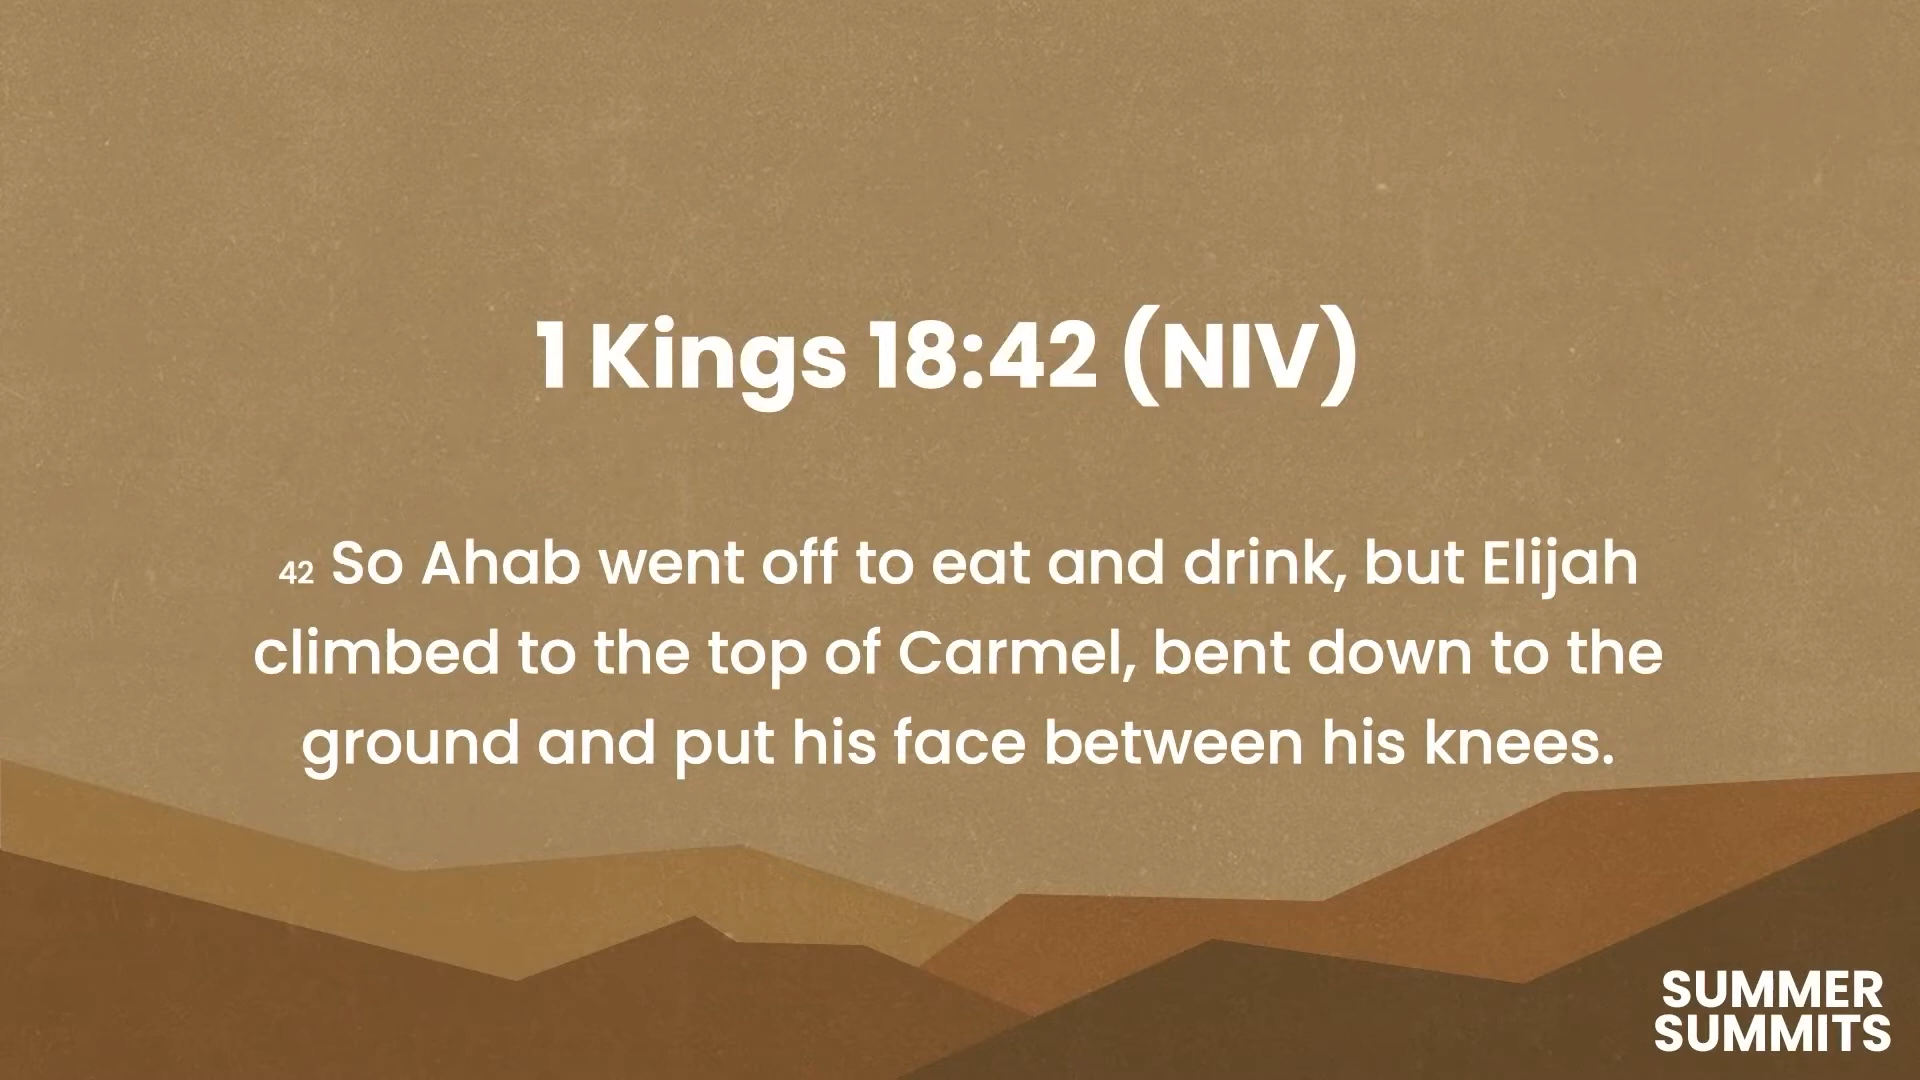 1 Kings 18:42 (NIV)
42 So Ahab went off to eat and drink, but Elijah
climbed to the top of Carmel, bent down to the
ground and put his face between his knees.
SUMMER
SUMMITS